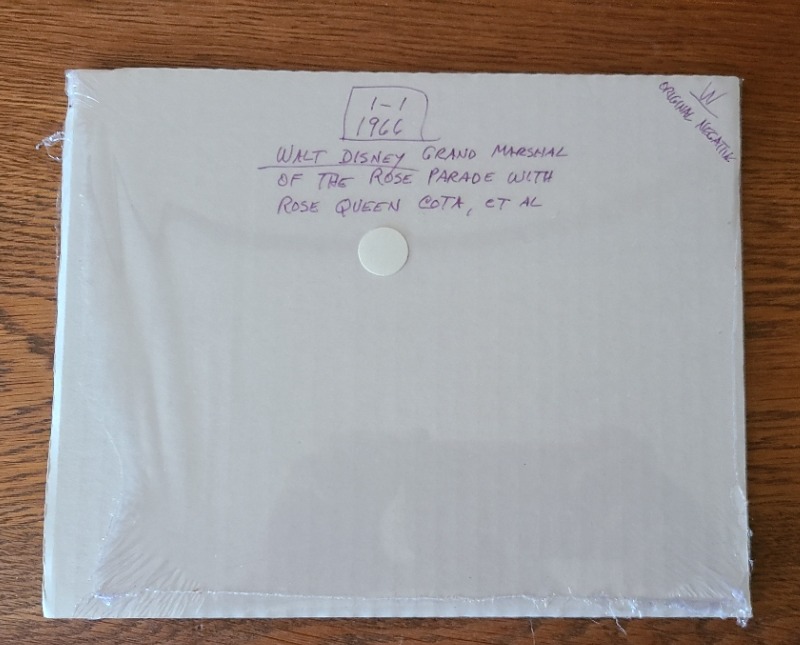 1-1
1966
WALT DISNEY GRAND MARSHAL
OF THE ROSE PARADE WITH
ROSE QUEEN COTA, ET AL
W/
ORIGINAL NEGATIVE